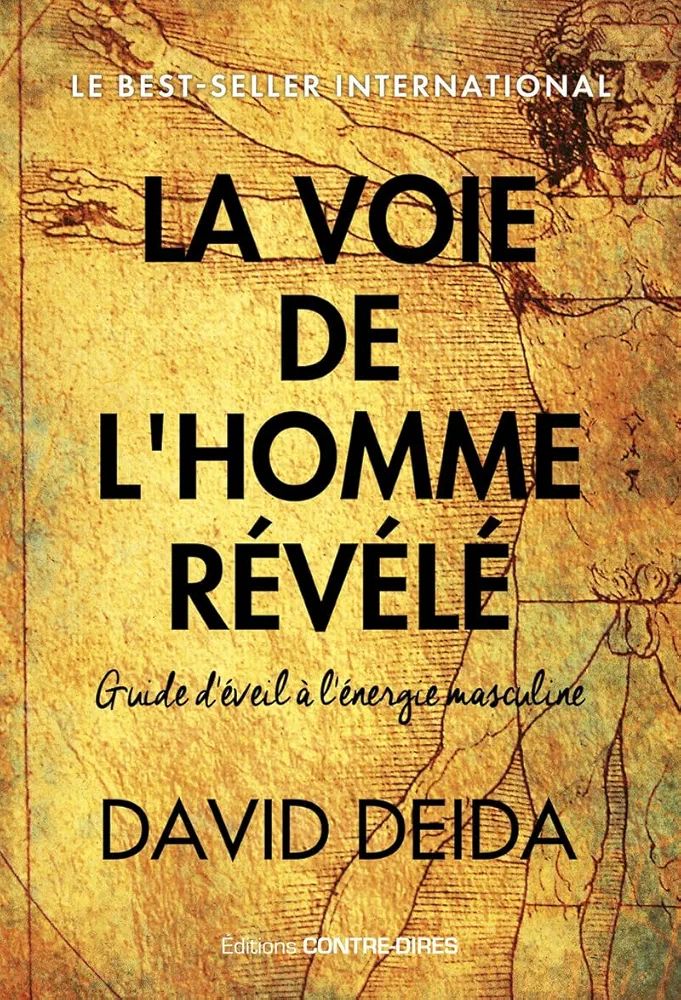 LE BEST-SELLER INTERNATIONAL
LA VOIE
DE
L'HOMME
RÉVÉLÉ
Guide d'éveil à l'énergie masculine
DAVID DEIDA
Éditions CONTRE-DIRES